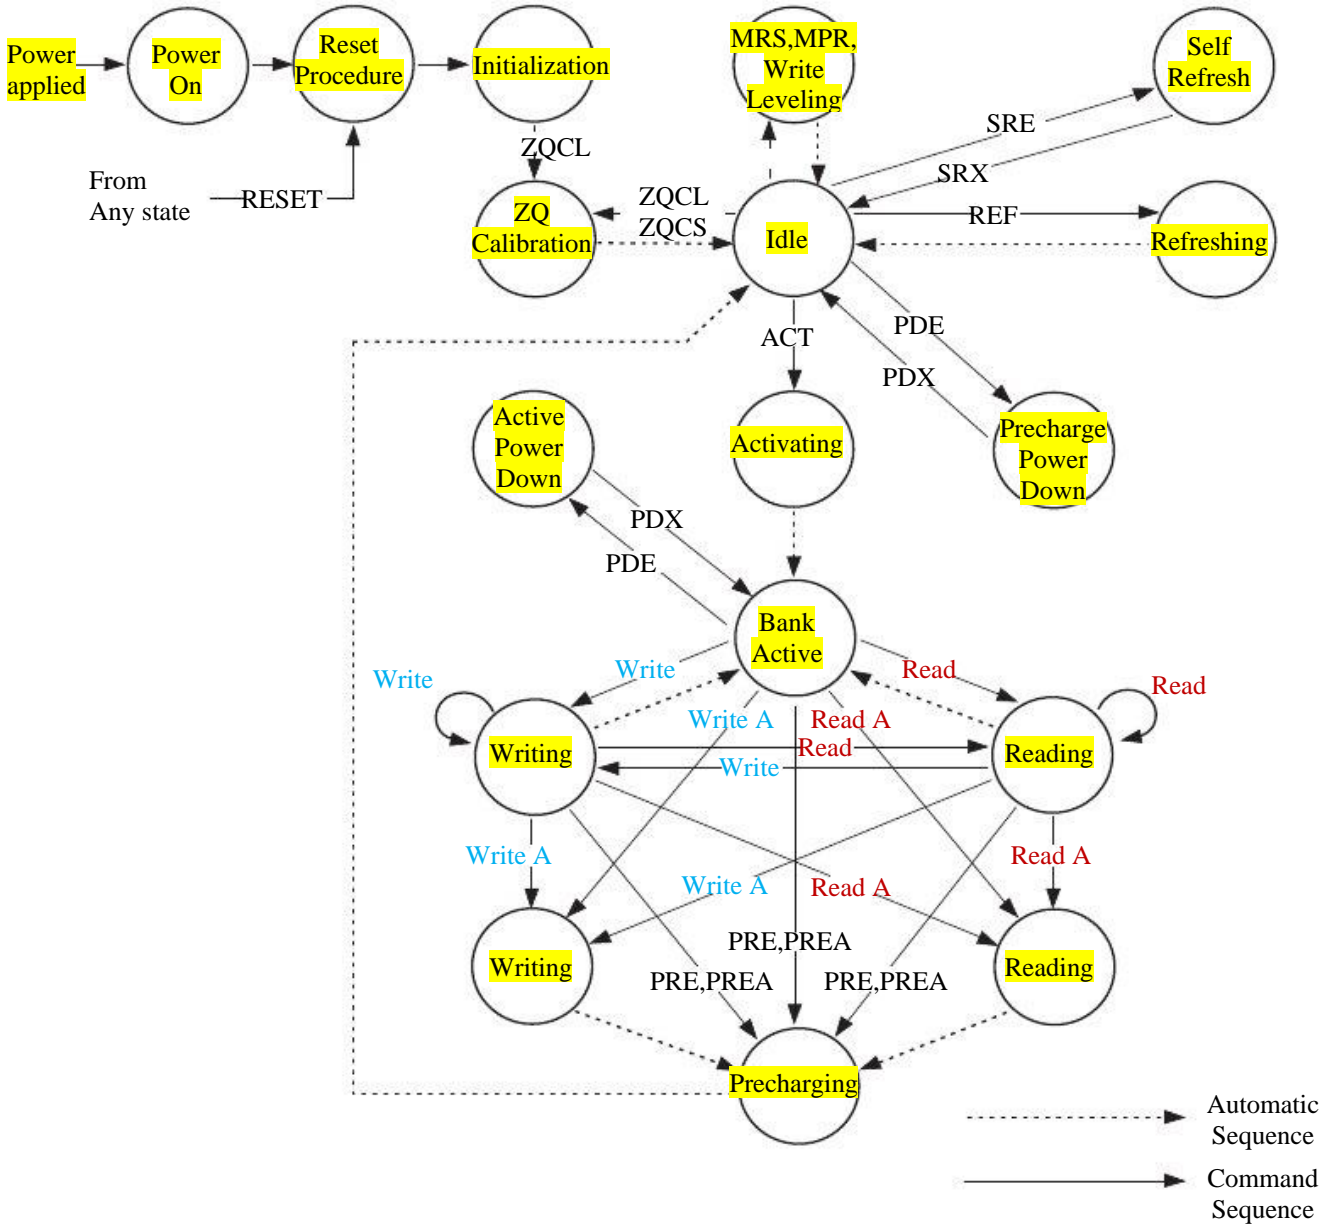 Power
applied
Power
On
Reset
Procedure
Initialization
MRS,MPR,
Write
Leveling
Self
Refresh
SRE
SRX
ZQCL
From
Any state
RESET
ZQ
Calibration
ZQCL
ZQCS
Idle
REF
Refreshing
ACT
PDE
PDX
Active
Power
Down
Activating
Precharge
Power
Down
PDX
PDE
Bank
Active
Write
Write
Read
Read
Write A
Read A
Writing
Read
Write
Reading
Write A
Read A
Write A
Read A
Writing
PRE,PREA
Reading
PRE,PREA
PRE,PREA
Precharging
Automatic
Sequence
Command
Sequence